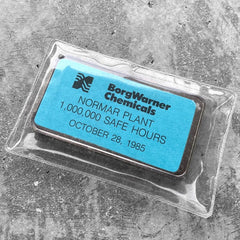 BorgWarner
Chemicals
NORMAR PLANT
1,000,000 SAFE HOURS
OCTOBER 28, 1985